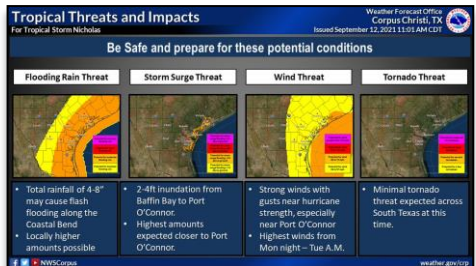 Tropical Threats and Impacts
For Tropical Storm Nicholas
Weather Forecast Office
Corpus Christi, TX
Issued September 12, 2021 11:01 AM CDT
Be Safe and prepare for these potential conditions
Flooding Rain Threat
Storm Surge Threat
Wind Threat
Tornado Threat
• Total rainfall of 4-8"
may cause flash
flooding along the
Coastal Bend
• Locally higher
amounts possible
• 2-4ft inundation from
Baffin Bay to Port
O'Connor.
• Highest amounts
expected closer to Port
O'Connor.
• Strong winds with
gusts near hurricane
strength, especially
near Port O'Connor
• Highest winds from
Mon night – Tue A.M.
• Minimal tornado
threat expected across
South Texas at this
time.
NWSCorpus
weather.gov/crp